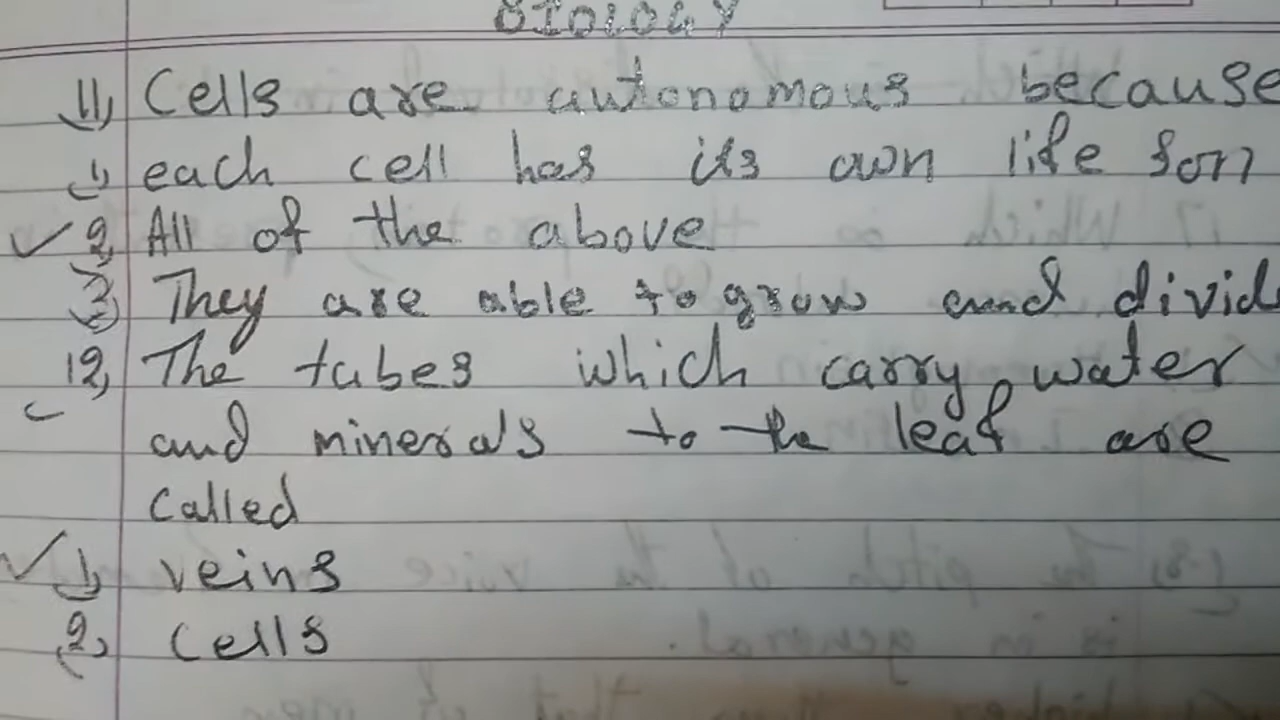 BIOLOGY
11) Cells are autonomous because
1) each cell has its own life son
2) All of the above
3) They are able to grow and divid
12) The tubes which carry water
and minerals to the leaf are
called
1) veins
2) Cells